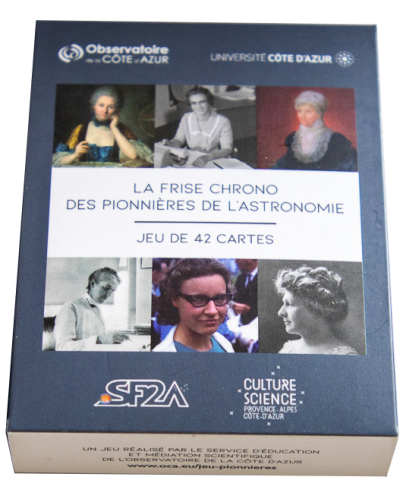 Observatoire
de la CÔTE d'AZUR
UNIVERSITÉ CÔTE D'AZUR
LA FRISE CHRONO
DES PIONNIÈRES DE L'ASTRONOMIE
JEU DE 42 CARTES
SF2A
CULTURE
SCIENCE
PROVENCE-ALPES
CÔTE-D'AZUR
UN JEU RÉALISÉ PAR LE SERVICE D'ÉDUCATION
ET MÉDIATION SCIENTIFIQUE
DE L'OBSERVATOIRE DE LA CÔTE D'AZUR
www.oca.eu/jeu-pionnieres